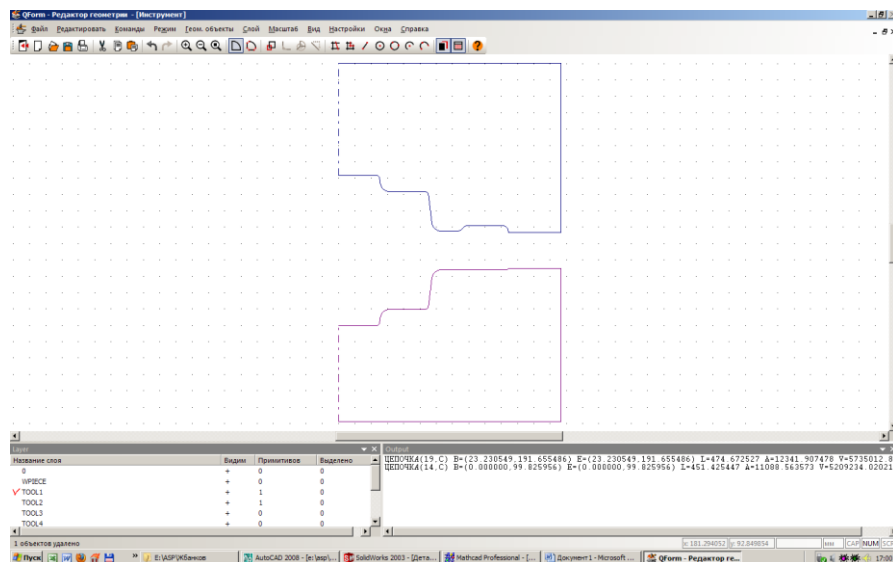 QForm - Редактор геометрии - [Инструмент]
Файл Редактировать Команды Режим Геом. объекты Слой Масштаб Вид Настройки Окна Справка
Layer
Название слоя Видим Примитивов Выделено
0 + 0 0
WPIECE + 0 0
TOOL1 + 1 0
TOOL2 + 1 0
TOOL3 + 0 0
TOOL4 + 0 0
Output
ЦЕПОЧКА(19,C) B=(23.230549,191.655486) E=(23.230549,191.655486) L=474.672527 A=12341.907478 V=5735012.8
ЦЕПОЧКА(14,C) B=(0.000000,99.825956) E=(0.000000,99.825956) L=451.425447 A=11088.563573 V=5209234.02021
1 объектов удалено
x: 181.294052 y: 92.849854 мм CAP NUM SCR
Пуск » E:\ASP\УКбанков AutoCAD 2008 - [e:\asp\... SolidWorks 2003 - [Дета... Mathcad Professional - [... Документ1 - Microsoft ... QForm - Редактор ге... 17:00